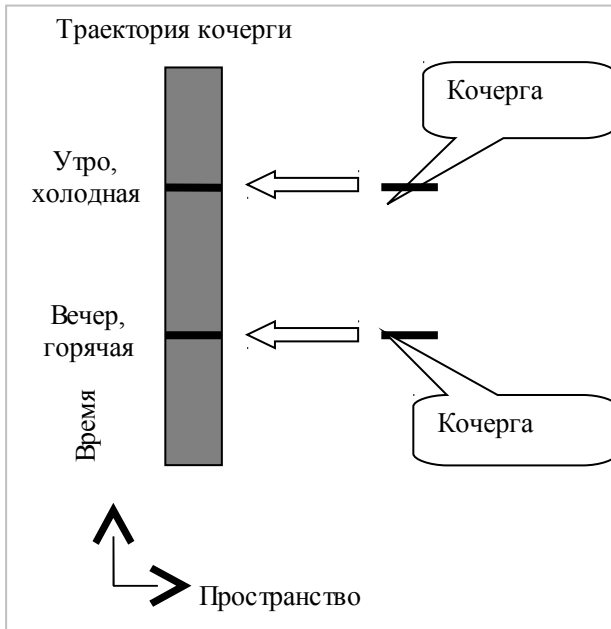 Траектория кочерги
Кочерга
Утро,
холодная
Вечер,
горячая
Кочерга
Время
Пространство